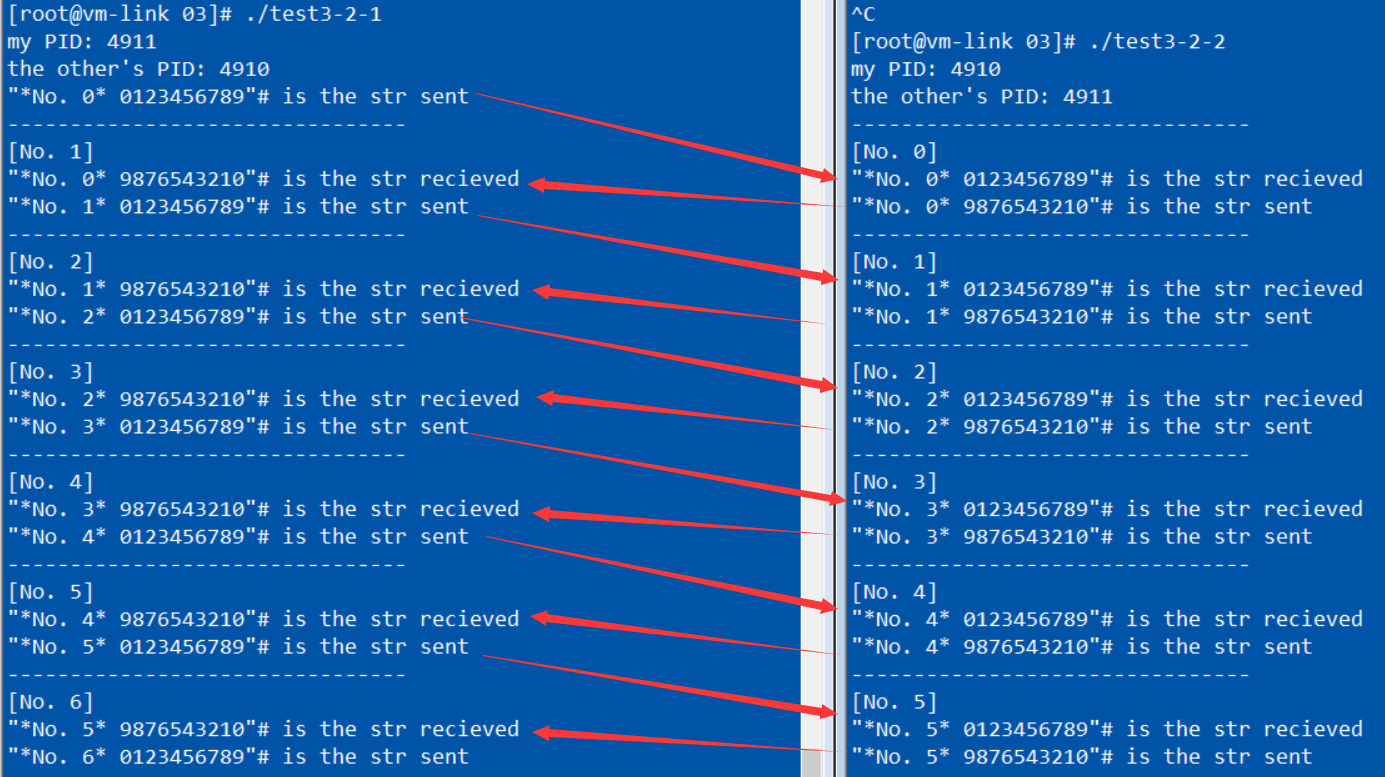 [root@vm-link 03]# ./test3-2-1
my PID: 4911
the other's PID: 4910
"*No. 0* 0123456789"# is the str sent
--------------------------------
[No. 1]
"*No. 0* 9876543210"# is the str recieved
"*No. 1* 0123456789"# is the str sent
--------------------------------
[No. 2]
"*No. 1* 9876543210"# is the str recieved
"*No. 2* 0123456789"# is the str sent
--------------------------------
[No. 3]
"*No. 2* 9876543210"# is the str recieved
"*No. 3* 0123456789"# is the str sent
--------------------------------
[No. 4]
"*No. 3* 9876543210"# is the str recieved
"*No. 4* 0123456789"# is the str sent
--------------------------------
[No. 5]
"*No. 4* 9876543210"# is the str recieved
"*No. 5* 0123456789"# is the str sent
--------------------------------
[No. 6]
"*No. 5* 9876543210"# is the str recieved
"*No. 6* 0123456789"# is the str sent
^C
[root@vm-link 03]# ./test3-2-2
my PID: 4910
the other's PID: 4911
--------------------------------
[No. 0]
"*No. 0* 0123456789"# is the str recieved
"*No. 0* 9876543210"# is the str sent
--------------------------------
[No. 1]
"*No. 1* 0123456789"# is the str recieved
"*No. 1* 9876543210"# is the str sent
--------------------------------
[No. 2]
"*No. 2* 0123456789"# is the str recieved
"*No. 2* 9876543210"# is the str sent
--------------------------------
[No. 3]
"*No. 3* 0123456789"# is the str recieved
"*No. 3* 9876543210"# is the str sent
--------------------------------
[No. 4]
"*No. 4* 0123456789"# is the str recieved
"*No. 4* 9876543210"# is the str sent
--------------------------------
[No. 5]
"*No. 5* 0123456789"# is the str recieved
"*No. 5* 9876543210"# is the str sent